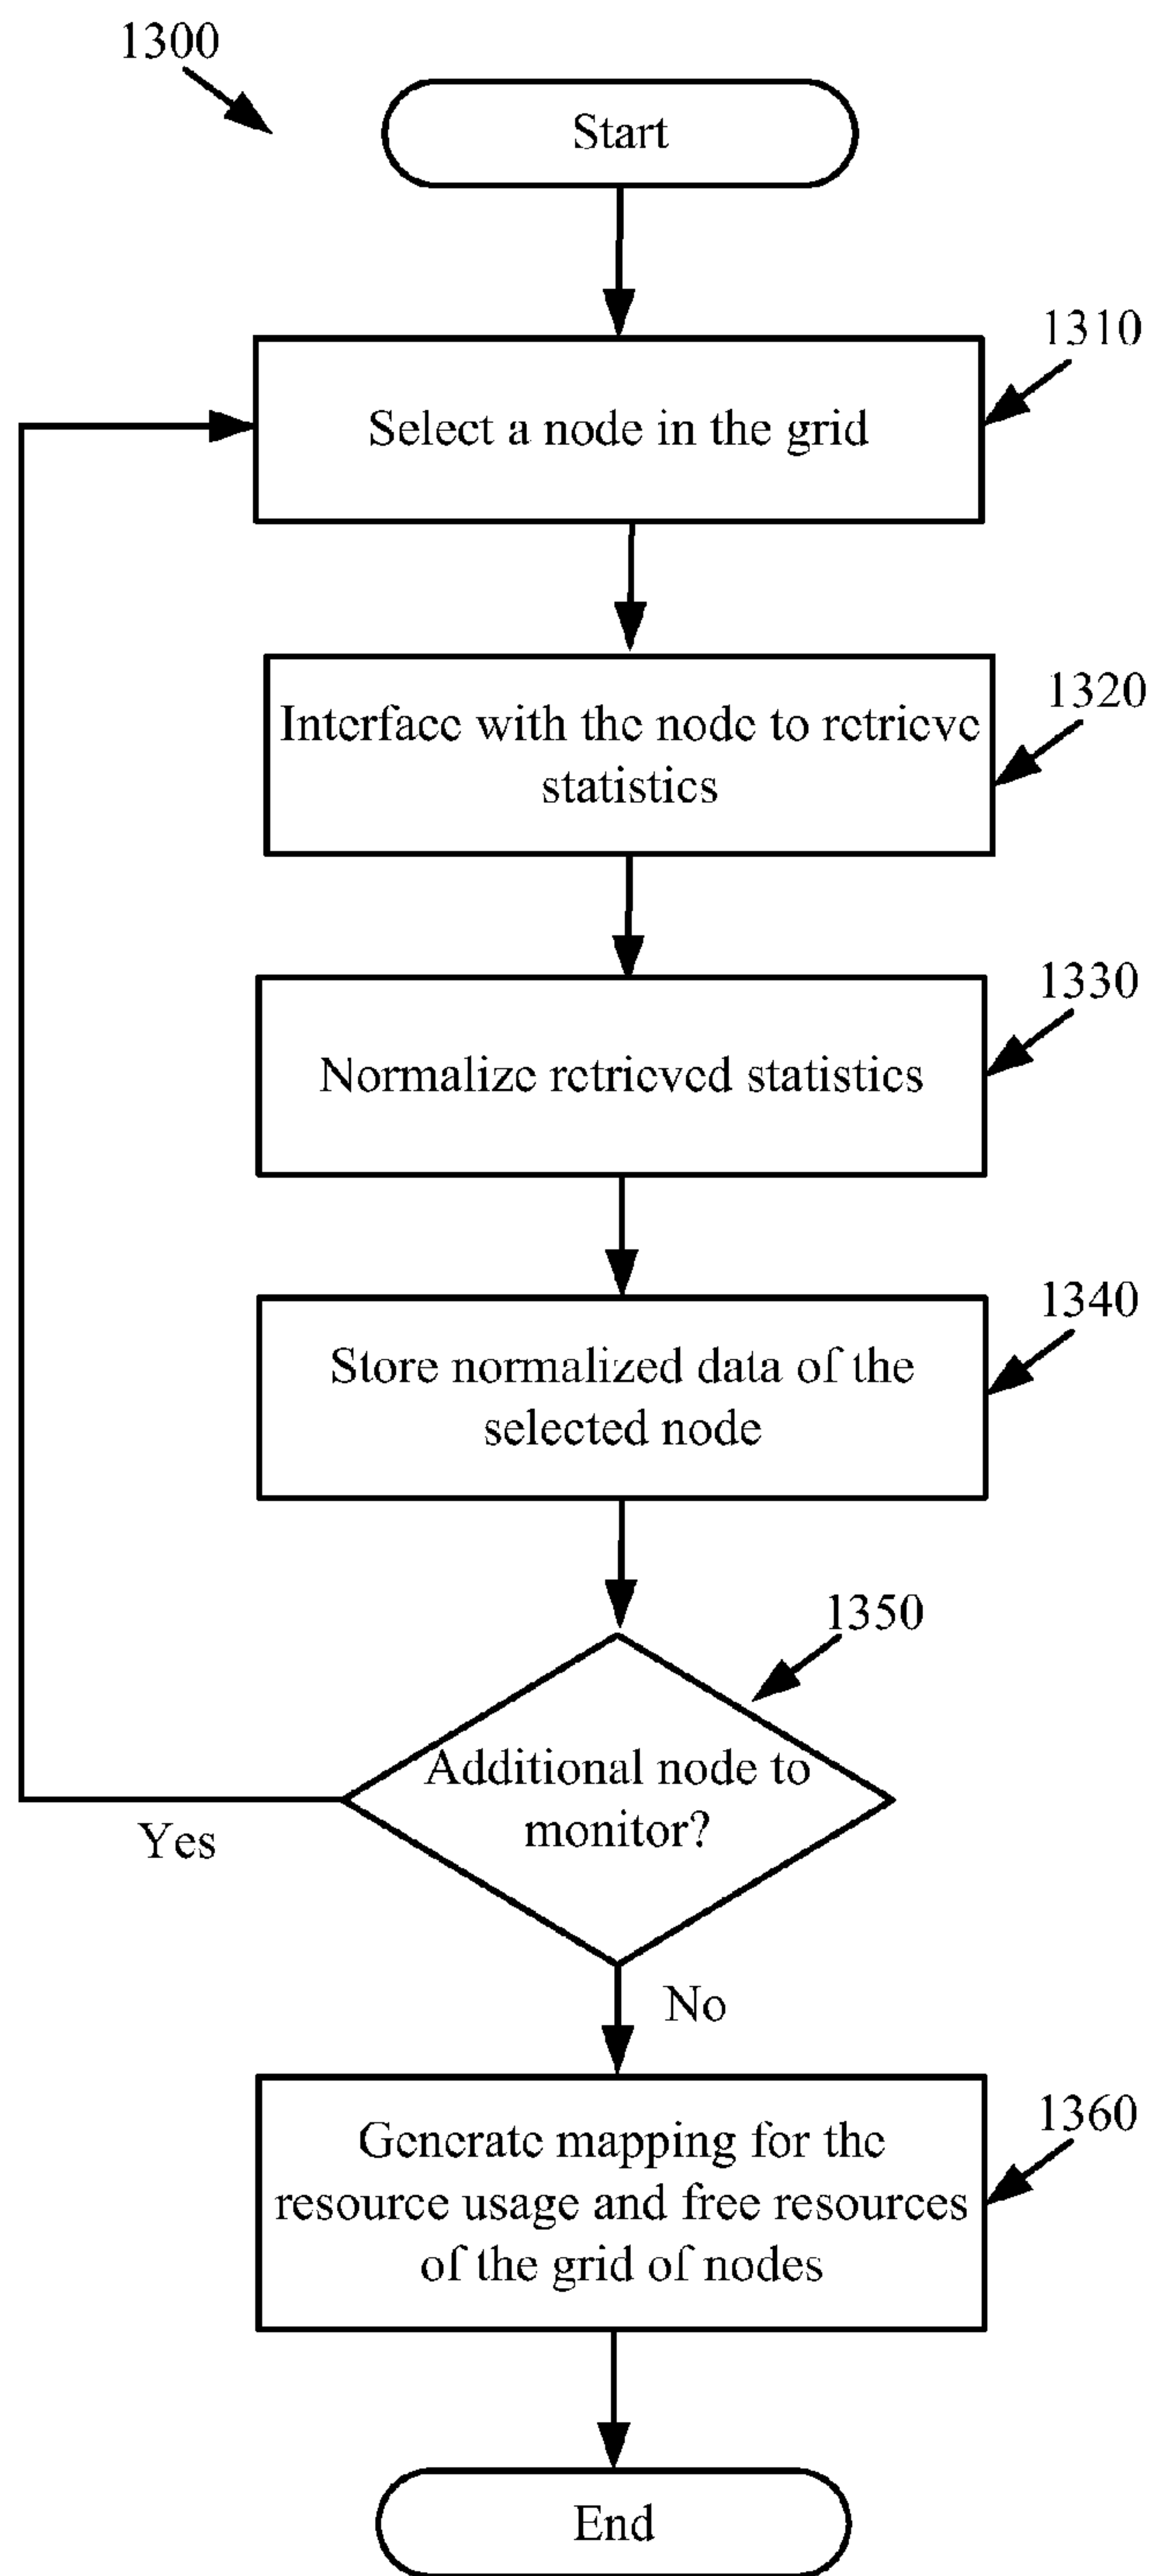 1300
Start
1310
Select a node in the grid
1320
Interface with the node to retrieve
statistics
1330
Normalize retrieved statistics
1340
Store normalized data of the
selected node
1350
Additional node to
monitor?
Yes
No
1360
Generate mapping for the
resource usage and free resources
of the grid of nodes
End